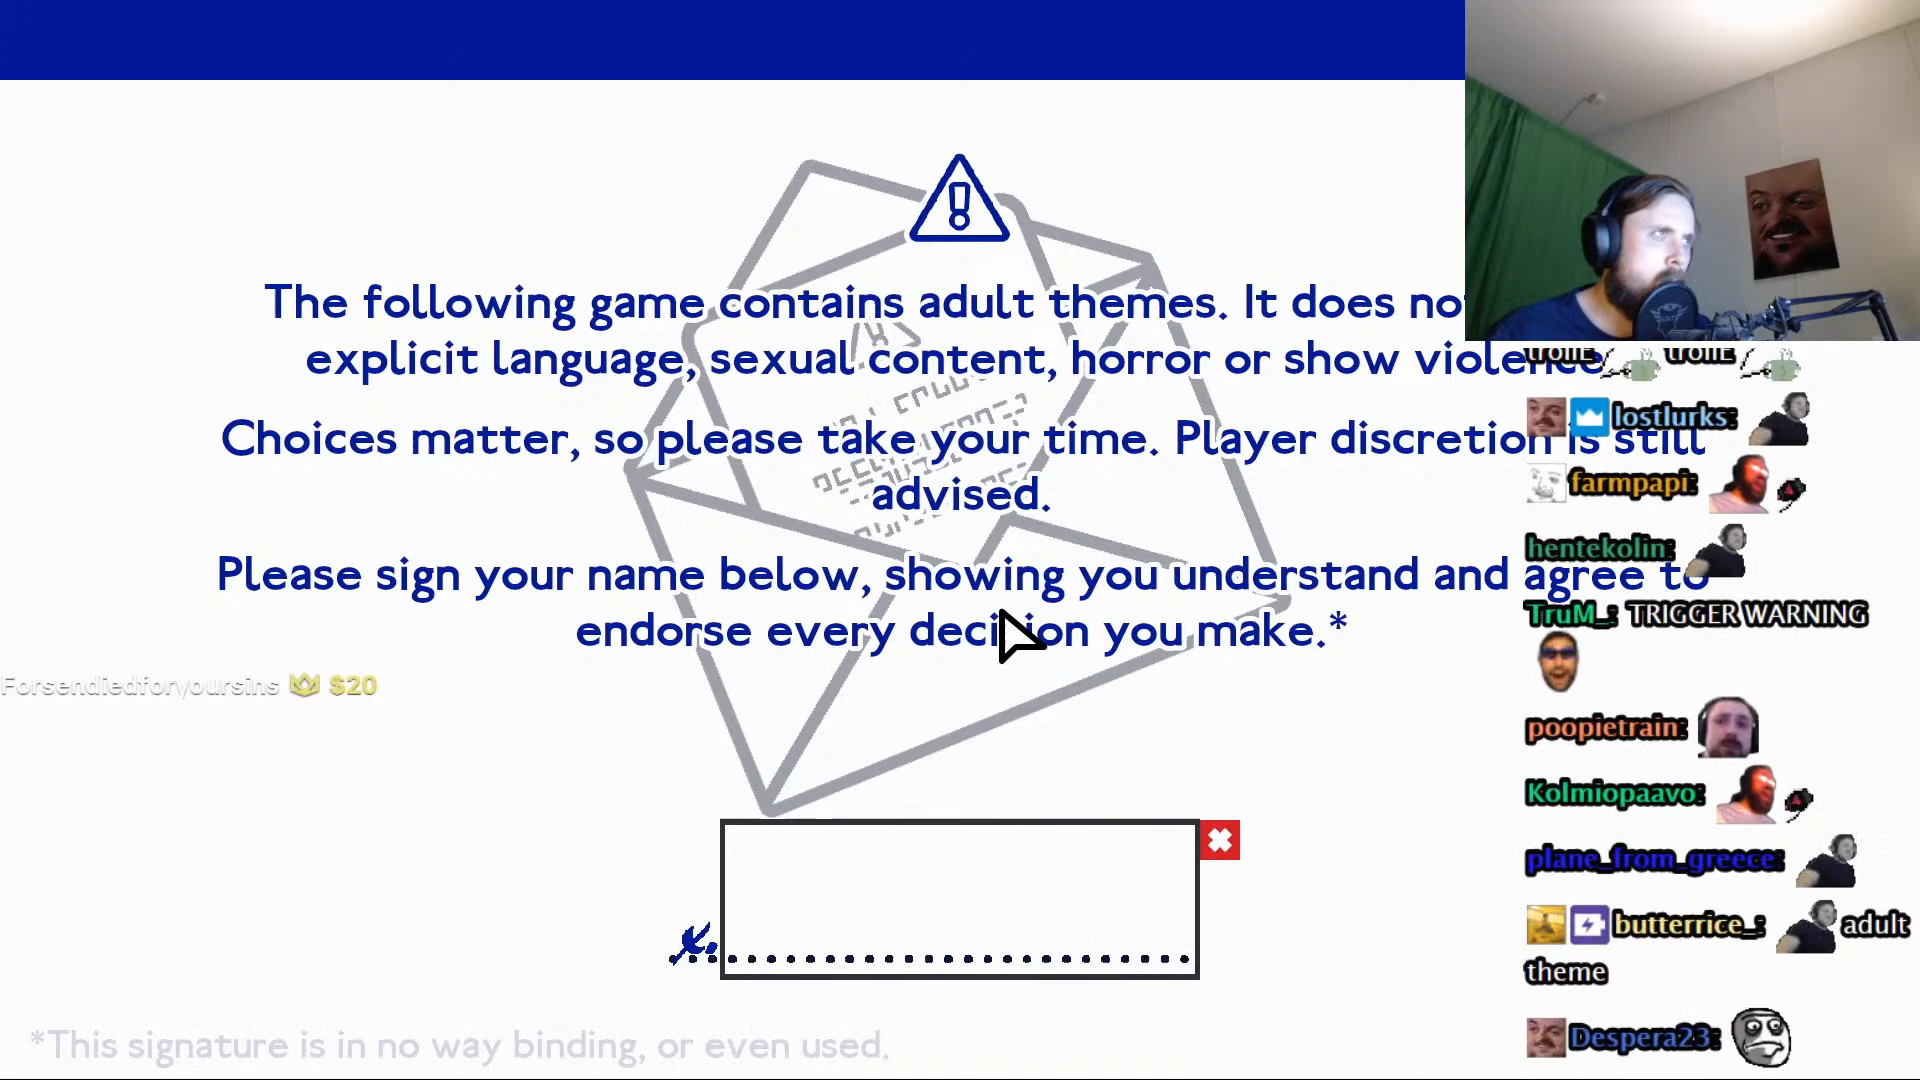 The following game contains adult themes. It does no
explicit language, sexual content, horror or show violence
Choices matter, so please take your time. Player discretion is still
advised.
Please sign your name below, showing you understand and agree to
endorse every decision you make.*
x.
*This signature is in no way binding, or even used.
Forsendiedforyoursins $20
trollE trollE
lostlurks:
farmpapi:
hentekolin:
TruM_: TRIGGER WARNING
poopietrain:
Kolmiopaavo:
plane_from_greece:
butterrice_: adult
theme
Despera23: